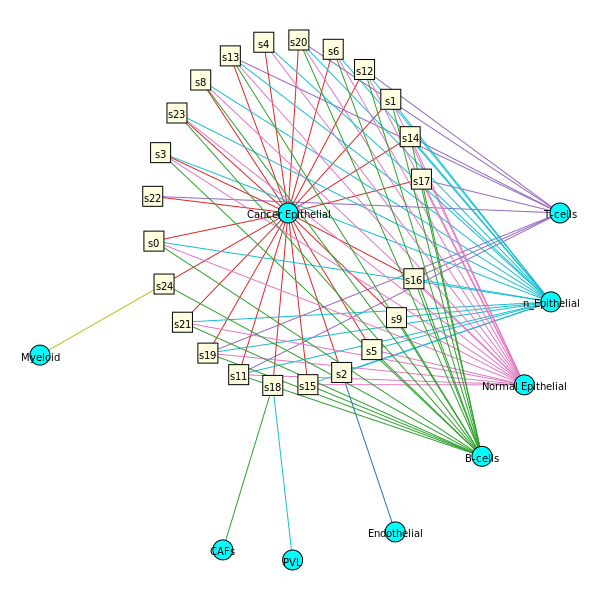 s4
s20
s6
s13
s12
s8
s1
s23
s14
s3
s17
s22
Cancer Epithelial
T-cells
s0
s16
s24
n_Epithelial
s9
s21
s5
s19
Myeloid
s2
s11
s18
s15
Normal Epithelial
B-cells
Endothelial
CAFs
PVL